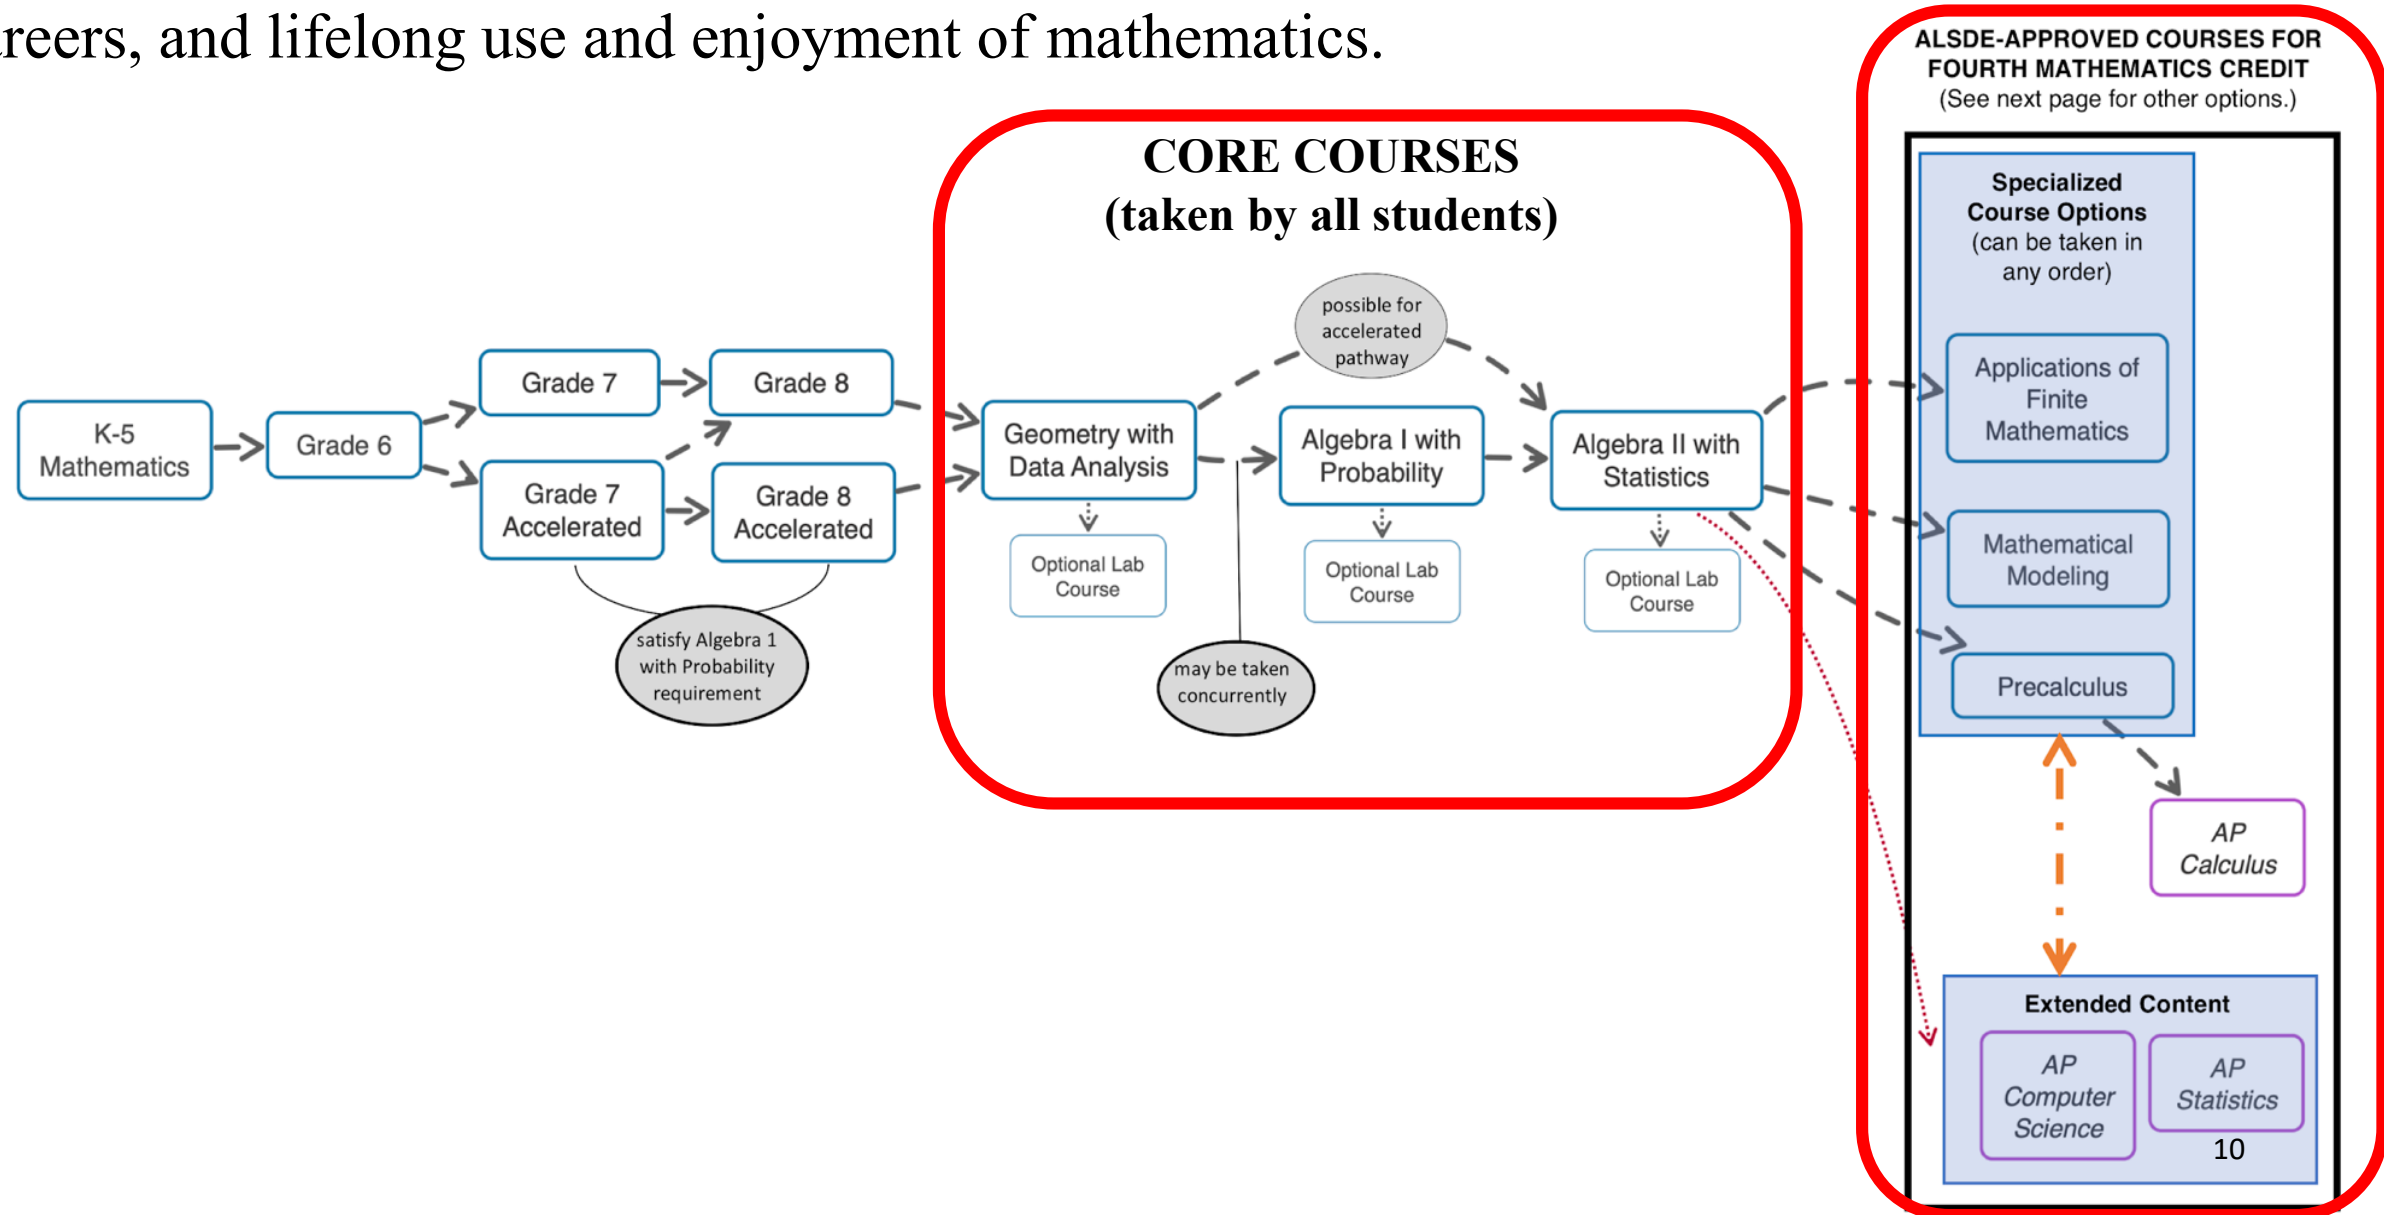 reers, and lifelong use and enjoyment of mathematics.
ALSDE-APPROVED COURSES FOR
FOURTH MATHEMATICS CREDIT
(See next page for other options.)
CORE COURSES
(taken by all students)
Specialized
Course Options
(can be taken in
any order)
possible for
accelerated
pathway
K-5
Mathematics
Grade 6
Grade 7
Grade 8
Grade 7
Accelerated
Grade 8
Accelerated
satisfy Algebra 1
with Probability
requirement
Geometry with
Data Analysis
Algebra I with
Probability
Algebra II with
Statistics
Optional Lab
Course
Optional Lab
Course
Optional Lab
Course
may be taken
concurrently
Applications of
Finite
Mathematics
Mathematical
Modeling
Precalculus
AP
Calculus
Extended Content
AP
Computer
Science
AP
Statistics
10